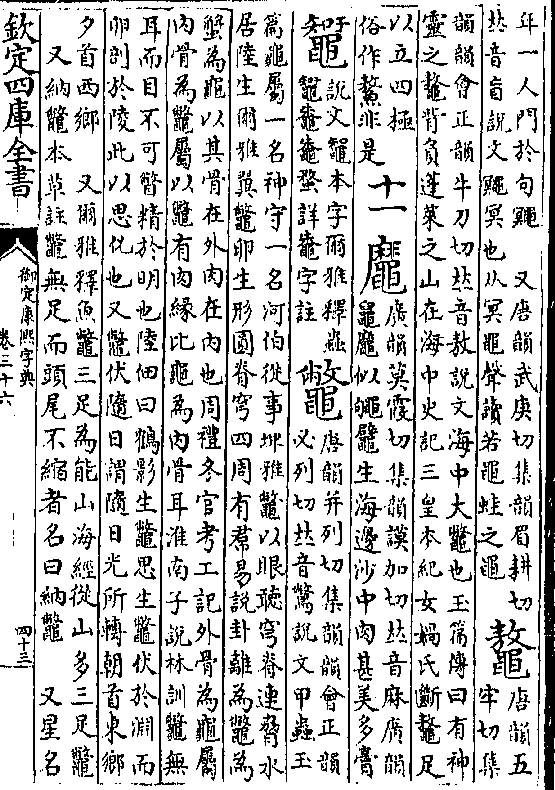 年一人門於句鼆　又唐韻武庚切集韻眉耕切
𠀤音盲說文鼆冥也从冥黽聲讀若黽蛙之黽
鼇唐韻五牢切集
韻韻會正韻牛刀切𠀤音敖說文海中大鼇也玉篇傳曰有神
靈之鼇背負蓬萊之山在海中史記三皇本紀女媧氏斷鼇足
以立四極
俗作鰲非是
十一
䗫廣韻莫霞切集韻謨加切𠀤音麻廣韻
鼊似䵶鼊生海邊沙中肉甚美多膏
說文鼅本字爾雅釋蟲
鼅鼄鼄蝥詳鼄字註
鼈唐韻并列切集韻韻會正韻
必列切𠀤音鷩說文甲蟲玉
篇龜屬一名神守一名河伯從事埤雅鼈以眼聽穹脊連脅水
居陸生爾雅翼鼈卵生形圓脊穹四周有帬易說卦離為鼈為
蟹為龜以其骨在外肉在內也周禮冬官考工記外骨為龜屬
內骨為鼈屬以鼈有肉緣比龜為內骨耳淮南子說林訓鼈無
耳而目不可瞥精於明也陸佃曰鶴影生鼈思生鼈伏於淵而
卵剖於陵此以思化也又鼈伏隨日謂隨日光所轉朝首東鄉
夕首西鄉　又爾雅釋魚鼈三足為能山海經從山多三足鼈
又納鼈本草註鼈無足而頭尾不縮者名曰納鼈　又星名
欽定四庫全書
御定康熙字典
卷三十六
四十三